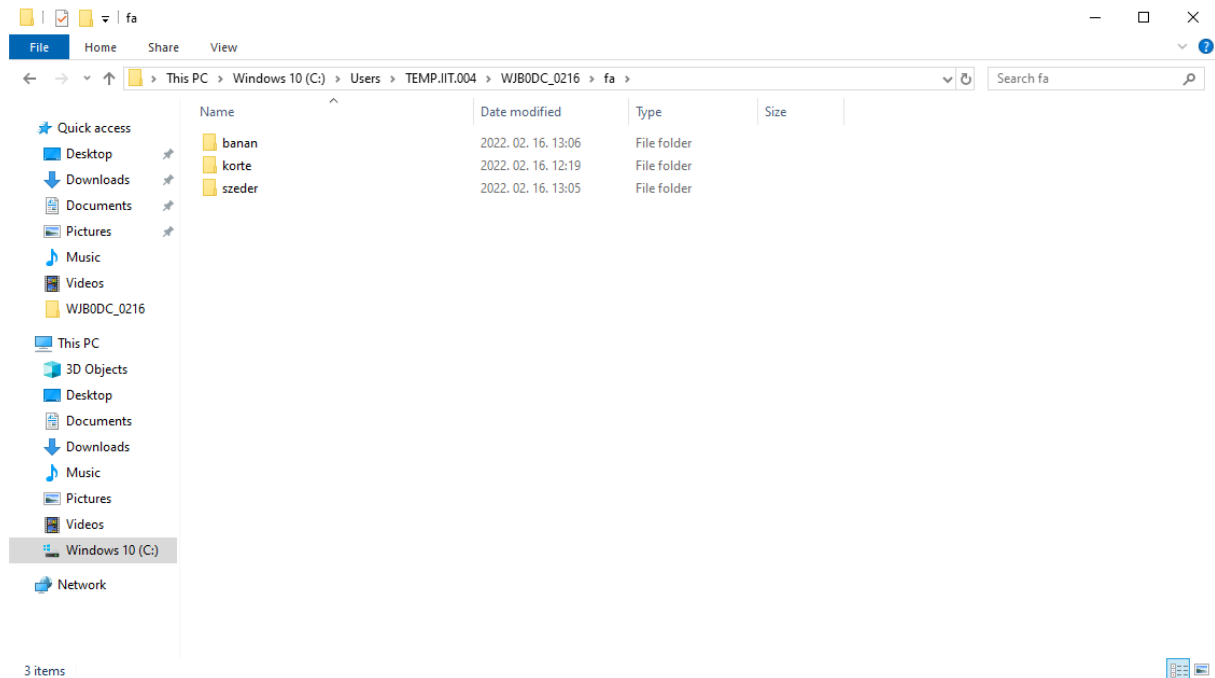 fa
File Home Share View
This PC > Windows 10 (C:) > Users > TEMP.IIT.004 > WJB0DC_0216 > fa >
Search fa
Name Date modified Type Size
Quick access
Desktop
Downloads
Documents
Pictures
Music
Videos
WJB0DC_0216
This PC
3D Objects
Desktop
Documents
Downloads
Music
Pictures
Videos
Windows 10 (C:)
Network
banan 2022. 02. 16. 13:06 File folder
korte 2022. 02. 16. 12:19 File folder
szeder 2022. 02. 16. 13:05 File folder
3 items